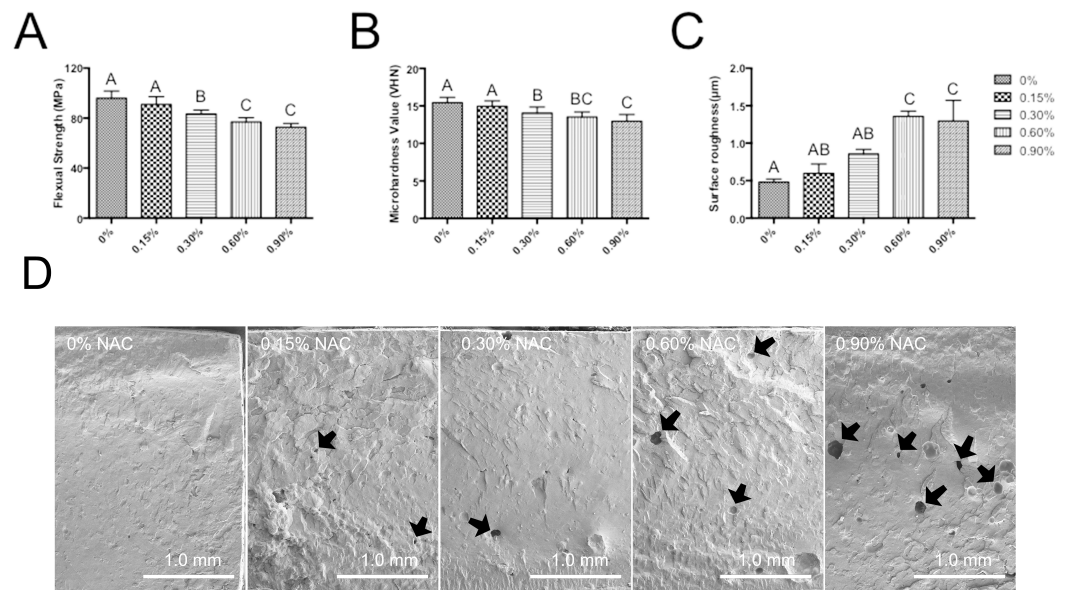 A
Flexual Strength (MPa)
120
80
40
0
A
A
B
C
C
0%
0.15%
0.30%
0.60%
0.90%
B
Microhardness Value (VHN)
20
15
10
5
0
A
A
B
BC
C
0%
0.15%
0.30%
0.60%
0.90%
C
Surface roughness(μm)
2.0
1.5
1.0
0.5
0.0
A
AB
AB
C
C
0%
0.15%
0.30%
0.60%
0.90%
0%
0.15%
0.30%
0.60%
0.90%
D
0% NAC
0.15% NAC
0.30% NAC
0.60% NAC
0.90% NAC
1.0 mm
1.0 mm
1.0 mm
1.0 mm
1.0 mm